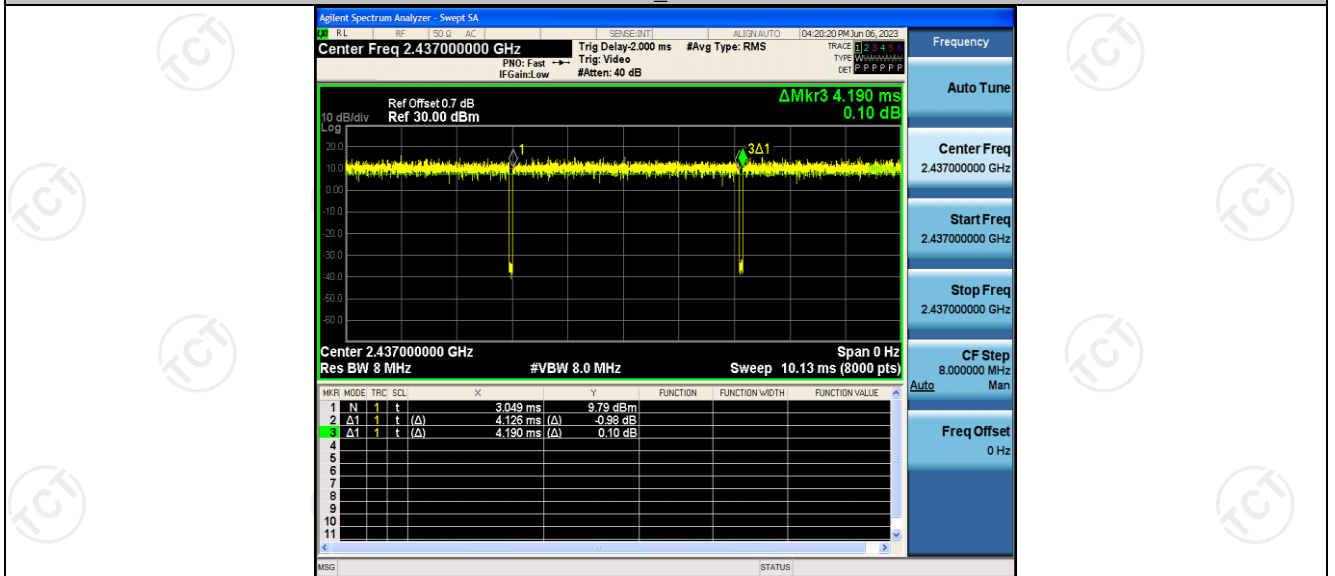 Agilent Spectrum Analyzer - Swept SA
RL RF 50 Ω AC SENSE:INT ALIGN AUTO 04:20:20 PM Jun 06, 2023
Center Freq 2.437000000 GHz
Trig Delay-2.000 ms #Avg Type: RMS
TRACE 1 2 3 4 5 6
PNO: Fast Trig: Video
TYPE W
IFGain:Low #Atten: 40 dB
DET P P P P P P
Frequency
Auto Tune
ΔMkr3 4.190 ms
0.10 dB
Ref Offset 0.7 dB
10 dB/div Ref 30.00 dBm
Log
20.0
10.0
0.00
-10.0
-20.0
-30.0
-40.0
-50.0
-60.0
1
3Δ1
Center Freq
2.437000000 GHz
Start Freq
2.437000000 GHz
Stop Freq
2.437000000 GHz
Center 2.437000000 GHz Span 0 Hz
Res BW 8 MHz #VBW 8.0 MHz Sweep 10.13 ms (8000 pts)
CF Step
8.000000 MHz
Auto Man
Freq Offset
0 Hz
MKR MODE TRC SCL X Y FUNCTION FUNCTION WIDTH FUNCTION VALUE
1 N 1 t 3.049 ms 9.79 dBm
2 Δ1 1 t (Δ) 4.126 ms (Δ) -0.98 dB
3 Δ1 1 t (Δ) 4.190 ms (Δ) 0.10 dB
4
5
6
7
8
9
10
11
MSG STATUS
TCT
TCT
TCT
TCT
TCT
TCT
TCT
TCT